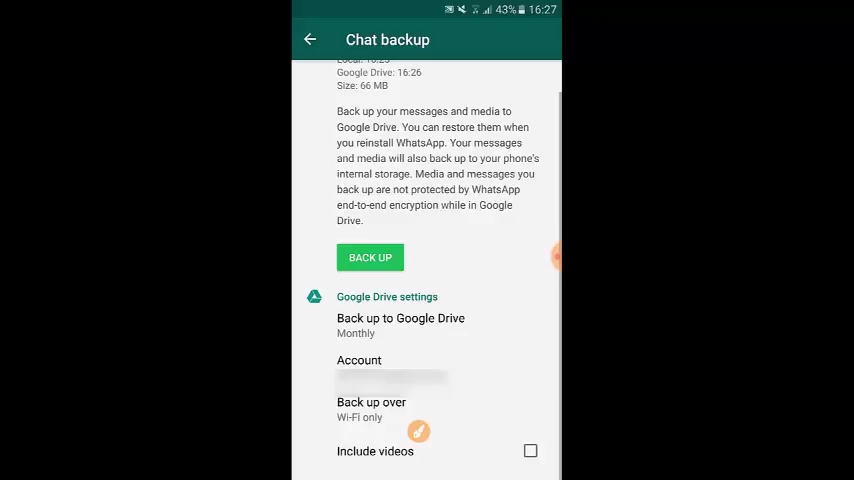 43% 16:27
Chat backup
Local: 16:25
Google Drive: 16:26
Size: 66 MB
Back up your messages and media to
Google Drive. You can restore them when
you reinstall WhatsApp. Your messages
and media will also back up to your phone's
internal storage. Media and messages you
back up are not protected by WhatsApp
end-to-end encryption while in Google
Drive.
BACK UP
Google Drive settings
Back up to Google Drive
Monthly
Account
Back up over
Wi-Fi only
Include videos